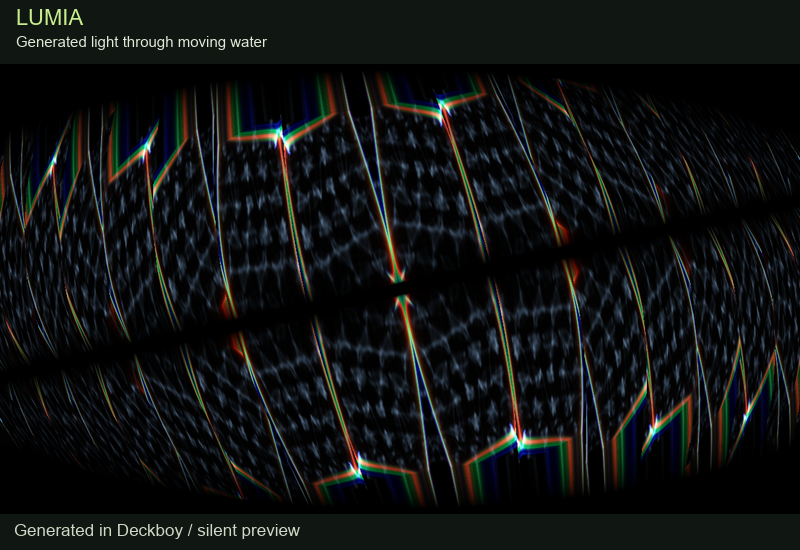 LUMIA
Generated light through moving water
Generated in Deckboy / silent preview